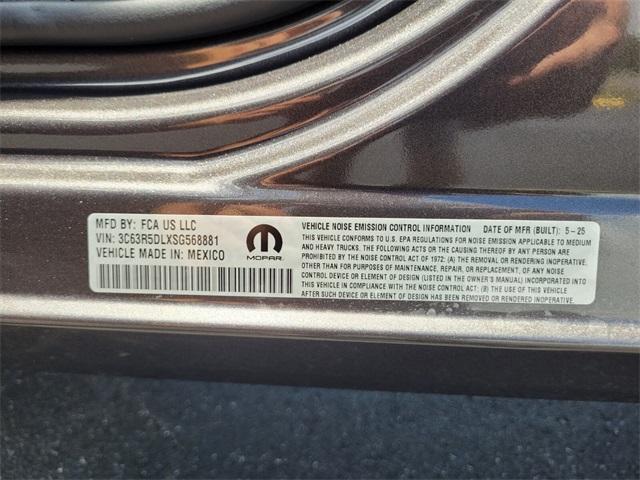 MFD BY: FCA US LLC
VIN: 3C63R5DLXSG568881
VEHICLE MADE IN: MEXICO
MOPAR
VEHICLE NOISE EMISSION CONTROL INFORMATION DATE OF MFR (BUILT): 5-25
THIS VEHICLE CONFORMS TO U.S. EPA REGULATIONS FOR NOISE EMISSION APPLICABLE TO MEDIUM
AND HEAVY TRUCKS. THE FOLLOWING ACTS OR THE CAUSING THEREOF BY ANY PERSON ARE
PROHIBITED BY THE NOISE CONTROL ACT OF 1972: (A) THE REMOVAL OR RENDERING INOPERATIVE,
OTHER THAN FOR PURPOSES OF MAINTENANCE, REPAIR, OR REPLACEMENT, OF ANY NOISE
CONTROL DEVICE OR ELEMENT OF DESIGN (LISTED IN THE OWNER'S MANUAL) INCORPORATED INTO
THIS VEHICLE IN COMPLIANCE WITH THE NOISE CONTROL ACT; (B) THE USE OF THIS VEHICLE
AFTER SUCH DEVICE OR ELEMENT OF DESIGN HAS BEEN REMOVED OR RENDERED INOPERATIVE.